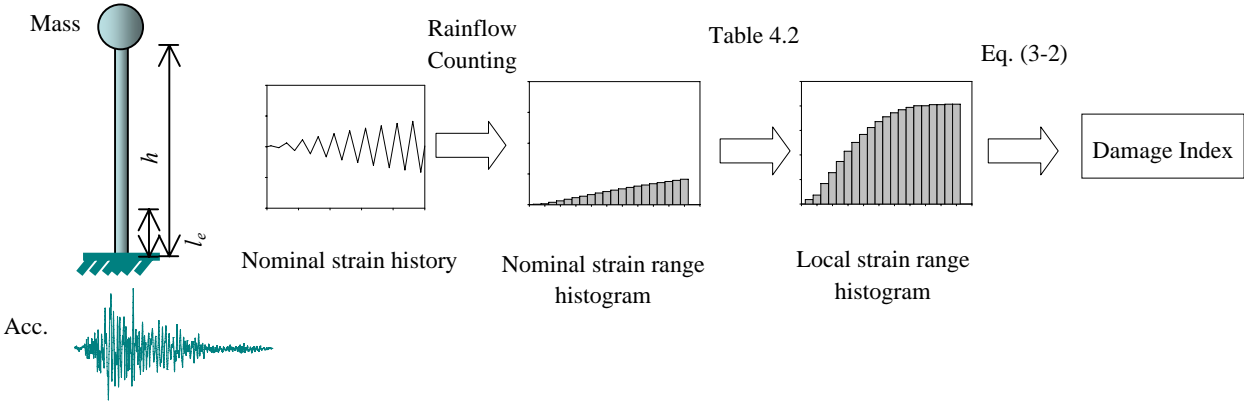 Mass
h
l_e
Acc.
Nominal strain history
Rainflow
Counting
Nominal strain range
histogram
Table 4.2
Local strain range
histogram
Eq. (3-2)
Damage Index